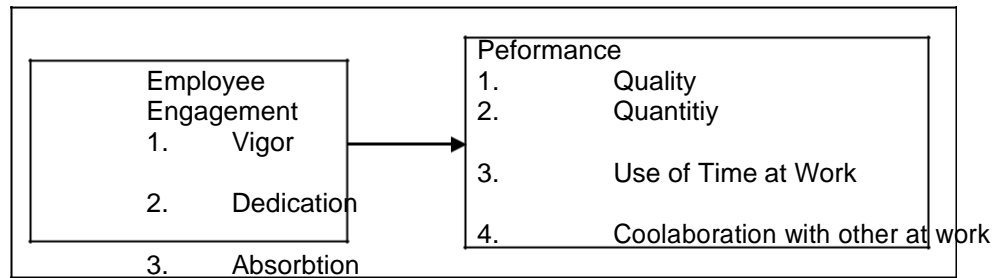 Employee
Engagement
1. Vigor
2. Dedication
3. Absorbtion
Peformance
1. Quality
2. Quantitiy
3. Use of Time at Work
4. Coolaboration with other at work